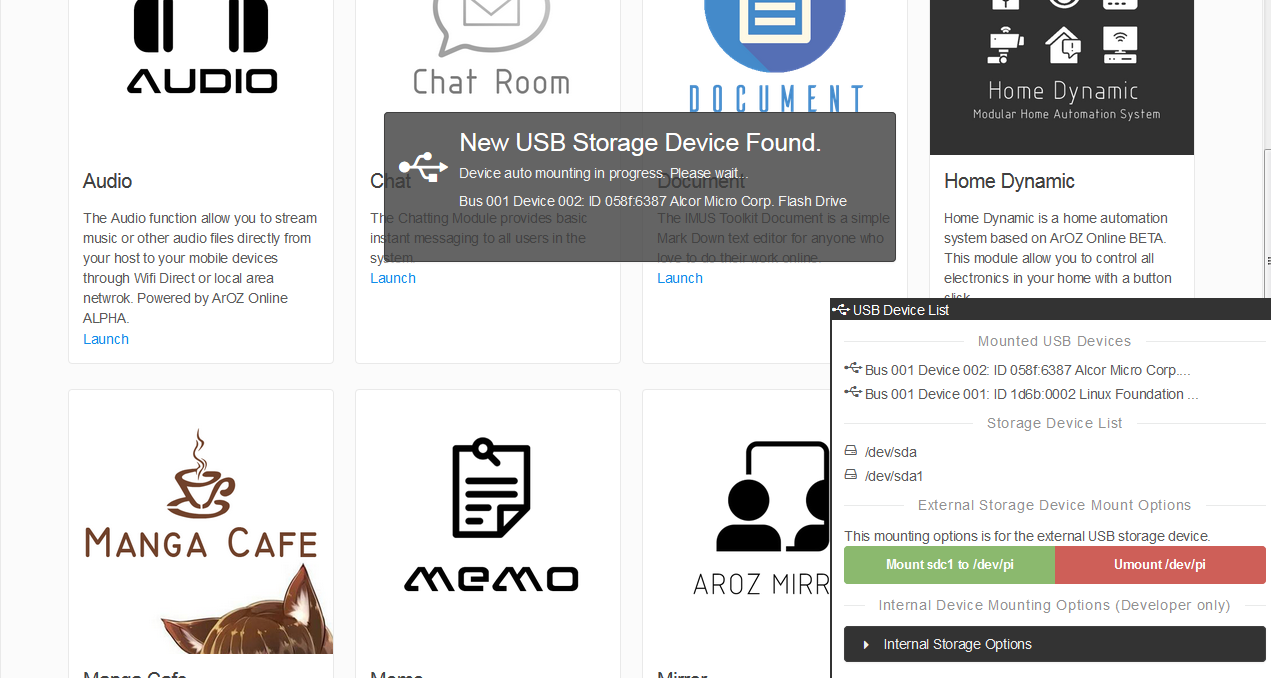 AUDIO
Audio
The Audio function allow you to stream
music or other audio files directly from
your host to your mobile devices
through Wifi Direct or local area
netwrok. Powered by ArOZ Online
ALPHA.
Launch
Chat Room
Chat
The Chatting Module provides basic
instant messaging to all users in the
system.
Launch
DOCUMENT
Document
The IMUS Toolkit Document is a simple
Mark Down text editor for anyone who
love to do their work online.
Launch
Home Dynamic
Modular Home Automation System
Home Dynamic
Home Dynamic is a home automation
system based on ArOZ Online BETA.
This module allow you to control all
electronics in your home with a button
click.
New USB Storage Device Found.
Device auto mounting in progress. Please wait...
Bus 001 Device 002: ID 058f:6387 Alcor Micro Corp. Flash Drive
MANGA CAFE
Manga Cafe
MEMO
Memo
AROZ MIRR
Mirror
USB Device List
Mounted USB Devices
Bus 001 Device 002: ID 058f:6387 Alcor Micro Corp....
Bus 001 Device 001: ID 1d6b:0002 Linux Foundation ...
Storage Device List
/dev/sda
/dev/sda1
External Storage Device Mount Options
This mounting options is for the external USB storage device.
Mount sdc1 to /dev/pi
Umount /dev/pi
Internal Device Mounting Options (Developer only)
Internal Storage Options